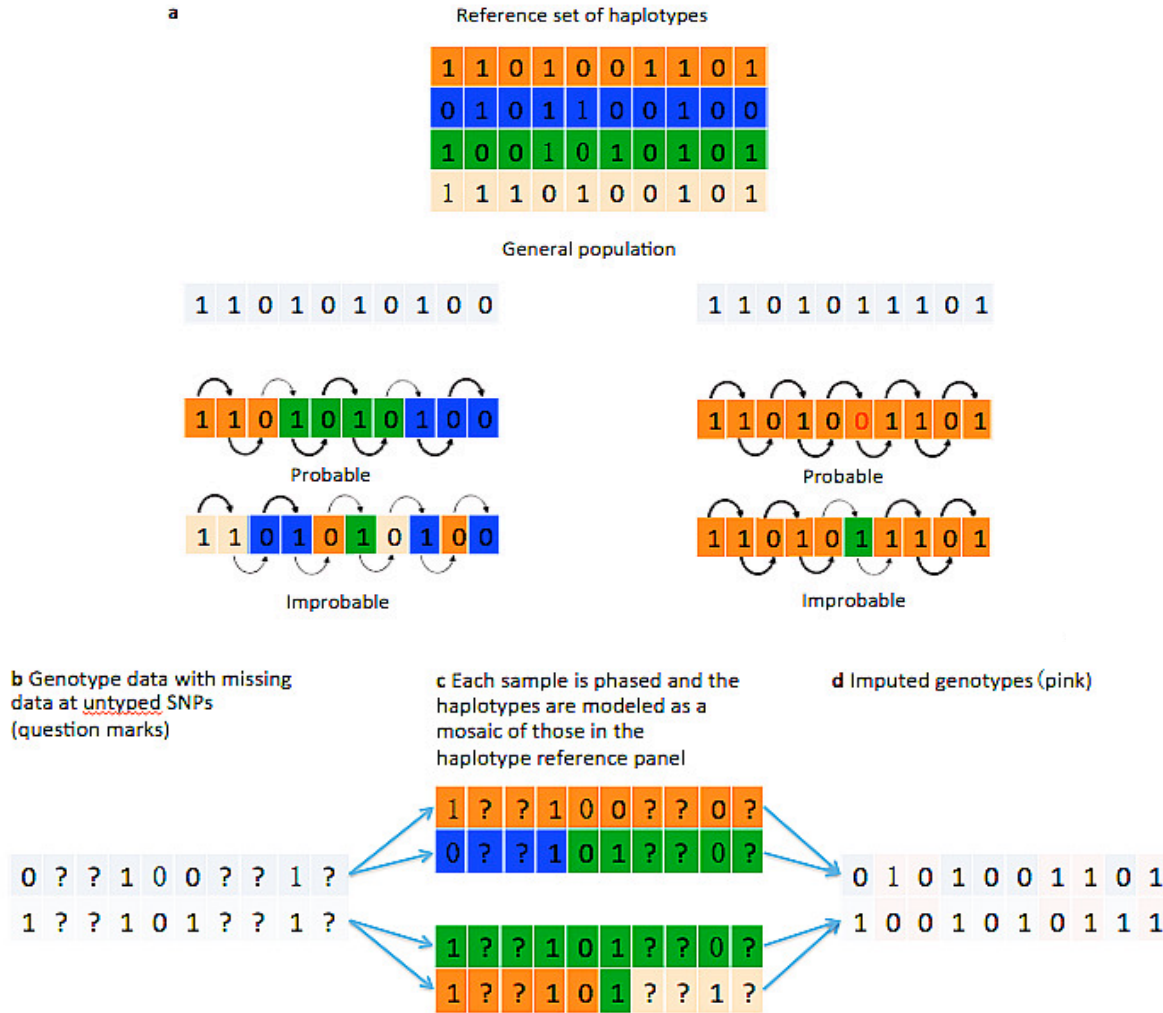 a
Reference set of haplotypes
1 1 0 1 0 0 1 1 0 1
0 1 0 1 1 0 0 1 0 0
1 0 0 1 0 1 0 1 0 1
1 1 1 0 1 0 0 1 0 1
General population
1 1 0 1 0 1 0 1 0 0
1 1 0 1 0 1 1 1 0 1
1 1 0 1 0 1 0 1 0 0
1 1 0 1 0 0 1 1 0 1
Probable
Probable
1 1 0 1 0 1 0 1 0 0
1 1 0 1 0 1 1 1 0 1
Improbable
Improbable
b Genotype data with missing
data at untyped SNPs
(question marks)
c Each sample is phased and the
haplotypes are modeled as a
mosaic of those in the
haplotype reference panel
d Imputed genotypes (pink)
1 ? ? 1 0 0 ? ? 0 ?
0 ? ? 1 0 1 ? ? 0 ?
0 ? ? 1 0 0 ? ? 1 ?
1 ? ? 1 0 1 ? ? 1 ?
0 1 0 1 0 0 1 1 0 1
1 0 0 1 0 1 0 1 1 1
1 ? ? 1 0 1 ? ? 0 ?
1 ? ? 1 0 1 ? ? 1 ?